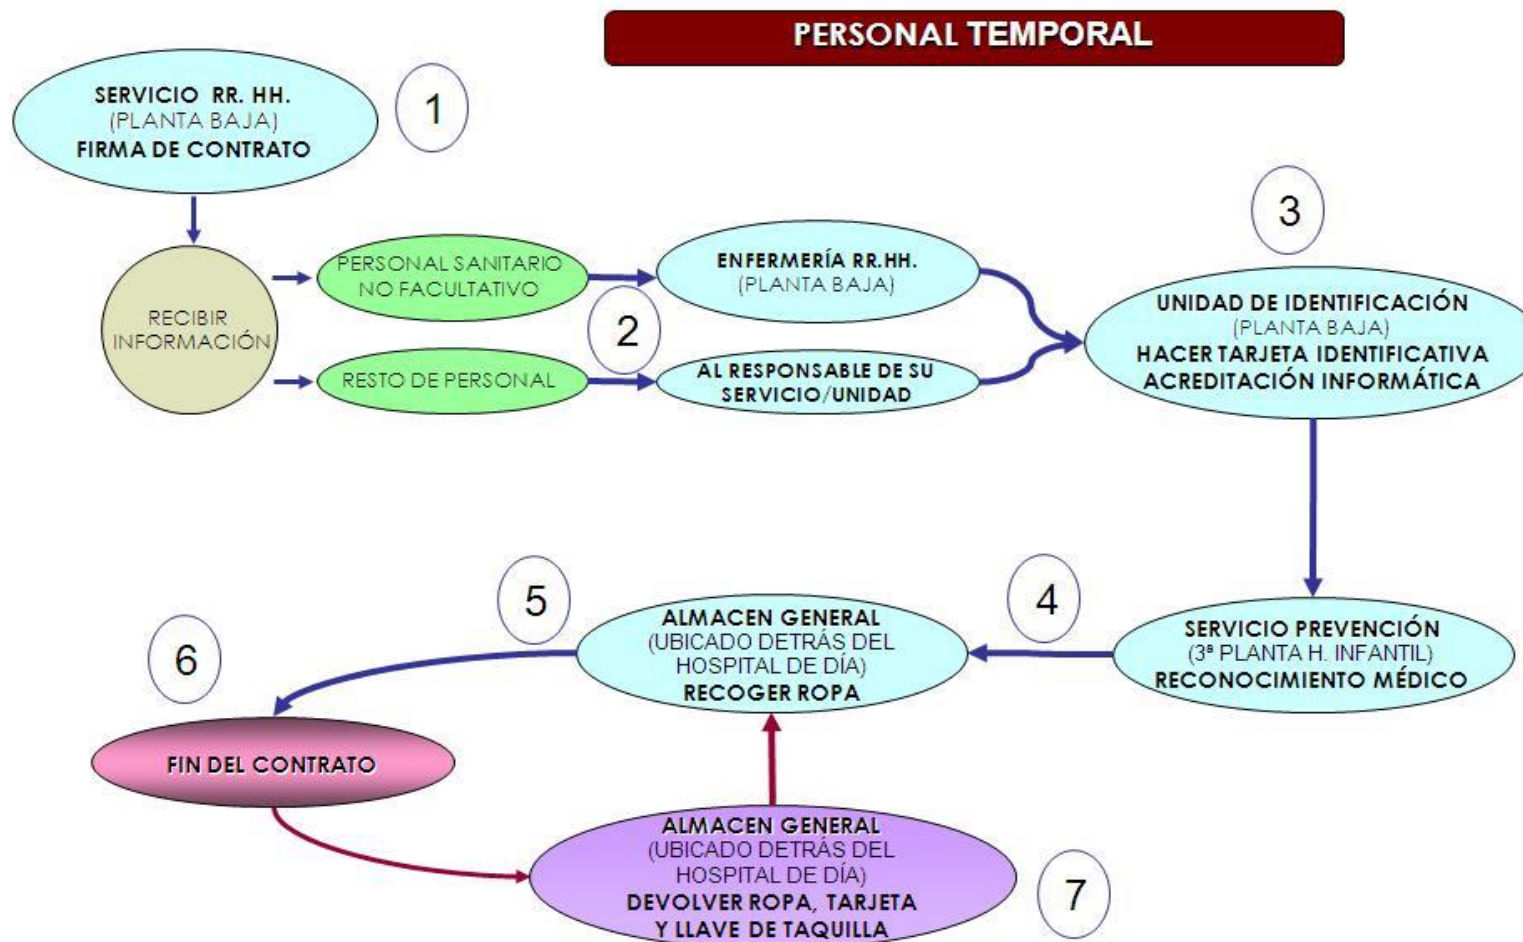 PERSONAL TEMPORAL
SERVICIO RR. HH.
(PLANTA BAJA)
FIRMA DE CONTRATO
1
RECIBIR
INFORMACIÓN
PERSONAL SANITARIO
NO FACULTATIVO
RESTO DE PERSONAL
2
ENFERMERÍA RR.HH.
(PLANTA BAJA)
AL RESPONSABLE DE SU
SERVICIO/UNIDAD
3
UNIDAD DE IDENTIFICACIÓN
(PLANTA BAJA)
HACER TARJETA IDENTIFICATIVA
ACREDITACIÓN INFORMÁTICA
4
SERVICIO PREVENCIÓN
(3ª PLANTA H. INFANTIL)
RECONOCIMIENTO MÉDICO
5
ALMACEN GENERAL
(UBICADO DETRÁS DEL
HOSPITAL DE DÍA)
RECOGER ROPA
6
FIN DEL CONTRATO
ALMACEN GENERAL
(UBICADO DETRÁS DEL
HOSPITAL DE DÍA)
DEVOLVER ROPA, TARJETA
Y LLAVE DE TAQUILLA
7